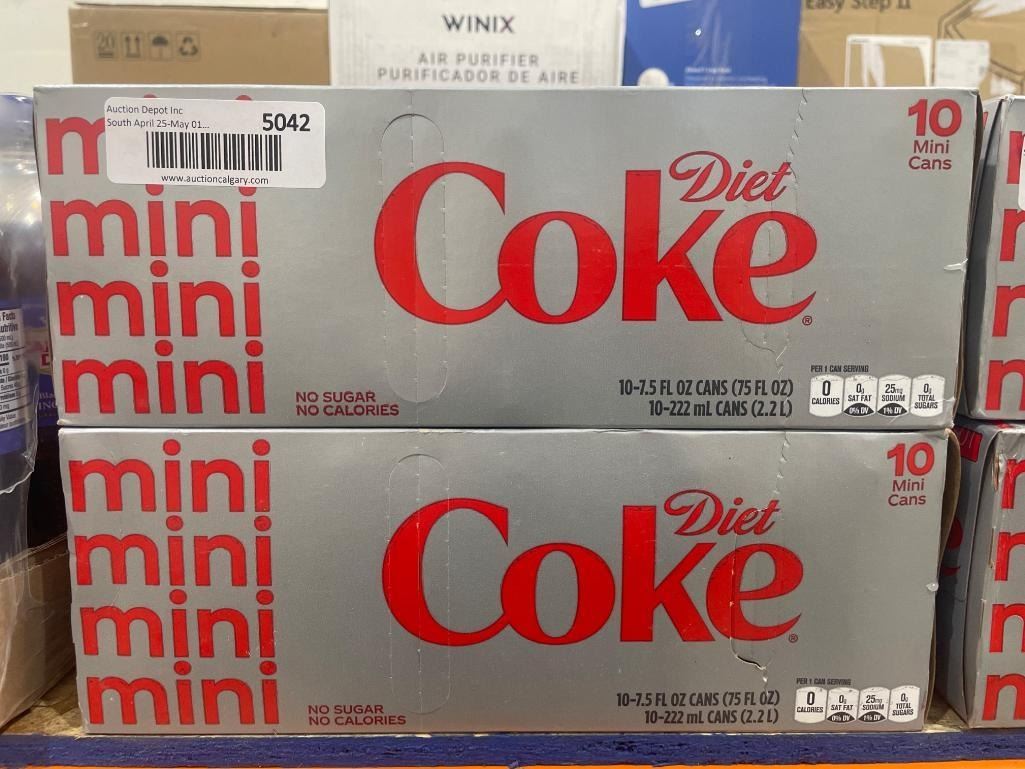 Easy Step II
20
WINIX
AIR PURIFIER
PURIFICADOR DE AIRE
Auction Depot Inc
South April 25-May 01...
5042
www.auctioncalgary.com
mini
mini
mini
mini
Diet
Coke®
10
Mini
Cans
NO SUGAR
NO CALORIES
10-7.5 FL OZ CANS (75 FL OZ)
10-222 mL CANS (2.2 L)
PER 1 CAN SERVING
0
CALORIES
0g
SAT FAT
0% DV
25mg
SODIUM
1% DV
0g
TOTAL
SUGARS
mini
mini
mini
mini
Diet
Coke®
10
Mini
Cans
NO SUGAR
NO CALORIES
10-7.5 FL OZ CANS (75 FL OZ)
10-222 mL CANS (2.2 L)
PER 1 CAN SERVING
0
CALORIES
0g
SAT FAT
0% DV
25mg
SODIUM
1% DV
0g
TOTAL
SUGARS